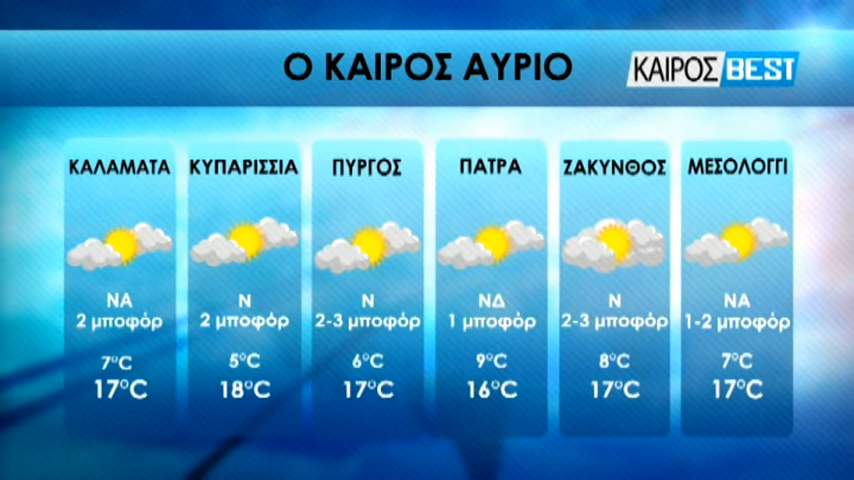 Ο ΚΑΙΡΟΣ ΑΥΡΙΟ
ΚΑΙΡΟΣ BEST
ΚΑΛΑΜΑΤΑ ΚΥΠΑΡΙΣΣΙΑ ΠΥΡΓΟΣ ΠΑΤΡΑ ΖΑΚΥΝΘΟΣ ΜΕΣΟΛΟΓΓΙ
ΝΑ Ν Ν ΝΔ Ν ΝΑ
2 μποφόρ 2 μποφόρ 2-3 μποφόρ 1 μποφόρ 2-3 μποφόρ 1-2 μποφόρ
7°C 5°C 6°C 9°C 8°C 7°C
17°C 18°C 17°C 16°C 17°C 17°C